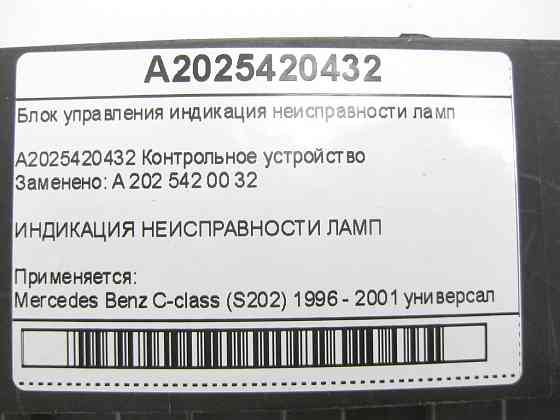 A2025420432
Блок управления индикация неисправности ламп
A2025420432 Контрольное устройство
Заменено: A 202 542 00 32
ИНДИКАЦИЯ НЕИСПРАВНОСТИ ЛАМП
Применяется:
Mercedes Benz C-class (S202) 1996 - 2001 универсал